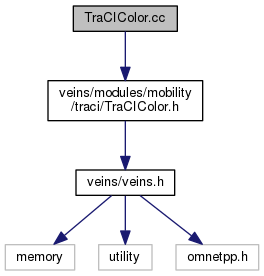 TraCIColor.cc
veins/modules/mobility
/traci/TraCIColor.h
veins/veins.h
memory
utility
omnetpp.h